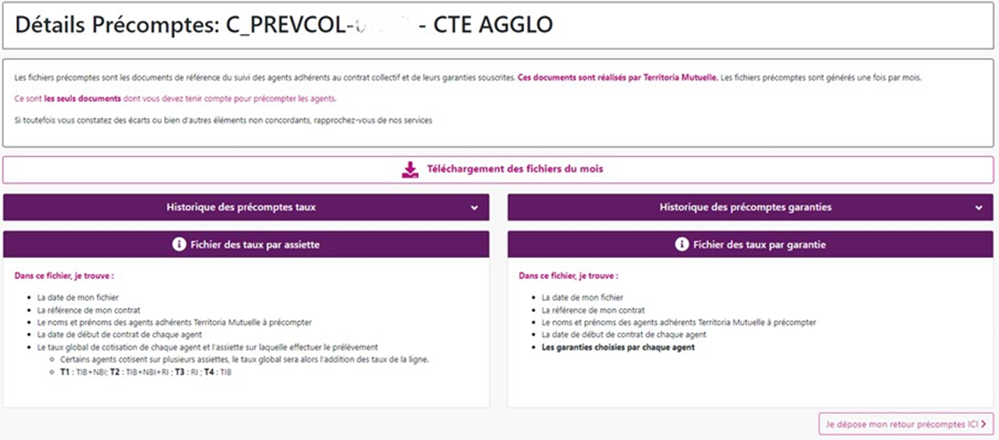 Détails Précomptes: C_PREVCOL- - CTE AGGLO
Les fichiers précomptes sont les documents de référence du suivi des agents adhérents au contrat collectif et de leurs garanties souscrites. Ces documents sont réalisés par Territoria Mutuelle. Les fichiers précomptes sont générés une fois par mois.
Ce sont les seuls documents dont vous devez tenir compte pour précompter les agents.
Si toutefois vous constatez des écarts ou bien d'autres éléments non concordants, rapprochez-vous de nos services
Téléchargement des fichiers du mois
Historique des précomptes taux
Historique des précomptes garanties
Fichier des taux par assiette
Dans ce fichier, je trouve :
La date de mon fichier
La référence de mon contrat
Le noms et prénoms des agents adhérents Territoria Mutuelle à précompter
La date de début de contrat de chaque agent
Le taux global de cotisation de chaque agent et l'assiette sur laquelle effectuer le prélèvement
Certains agents cotisent sur plusieurs assiettes, le taux global sera alors l'addition des taux de la ligne.
T1 : TIB+NBI; T2 : TIB+NBI+RI ; T3 : RI ; T4 : TIB
Fichier des taux par garantie
Dans ce fichier, je trouve :
La date de mon fichier
La référence de mon contrat
Le noms et prénoms des agents adhérents Territoria Mutuelle à précompter
La date de début de contrat de chaque agent
Les garanties choisies par chaque agent
Je dépose mon retour précomptes ICI